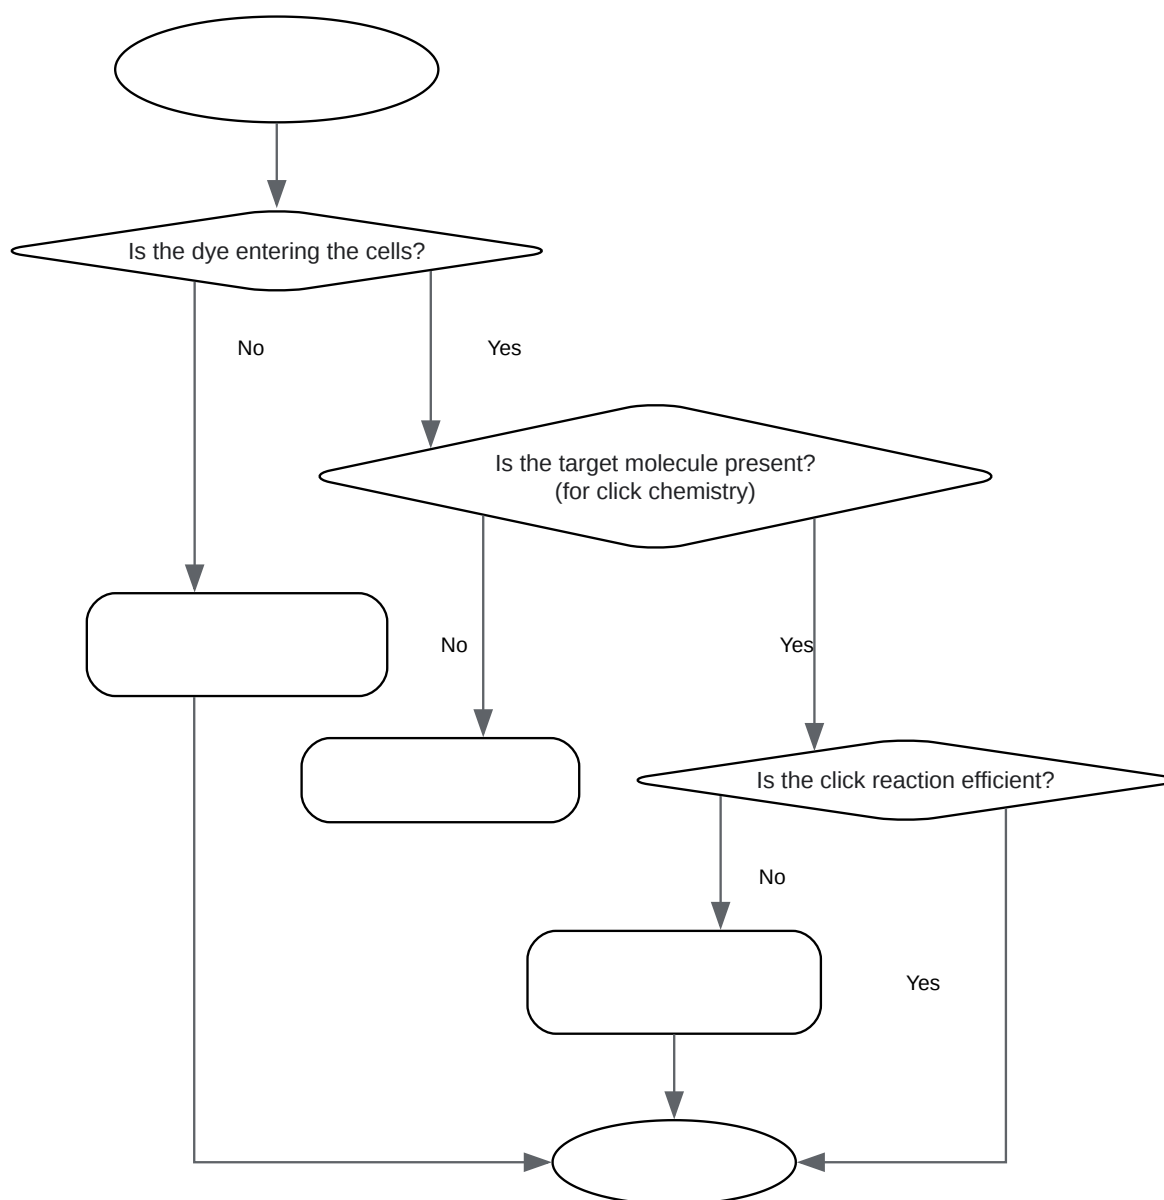 Is the dye entering the cells?
No
Yes
Is the target molecule present?
(for click chemistry)
No
Yes
Is the click reaction efficient?
No
Yes